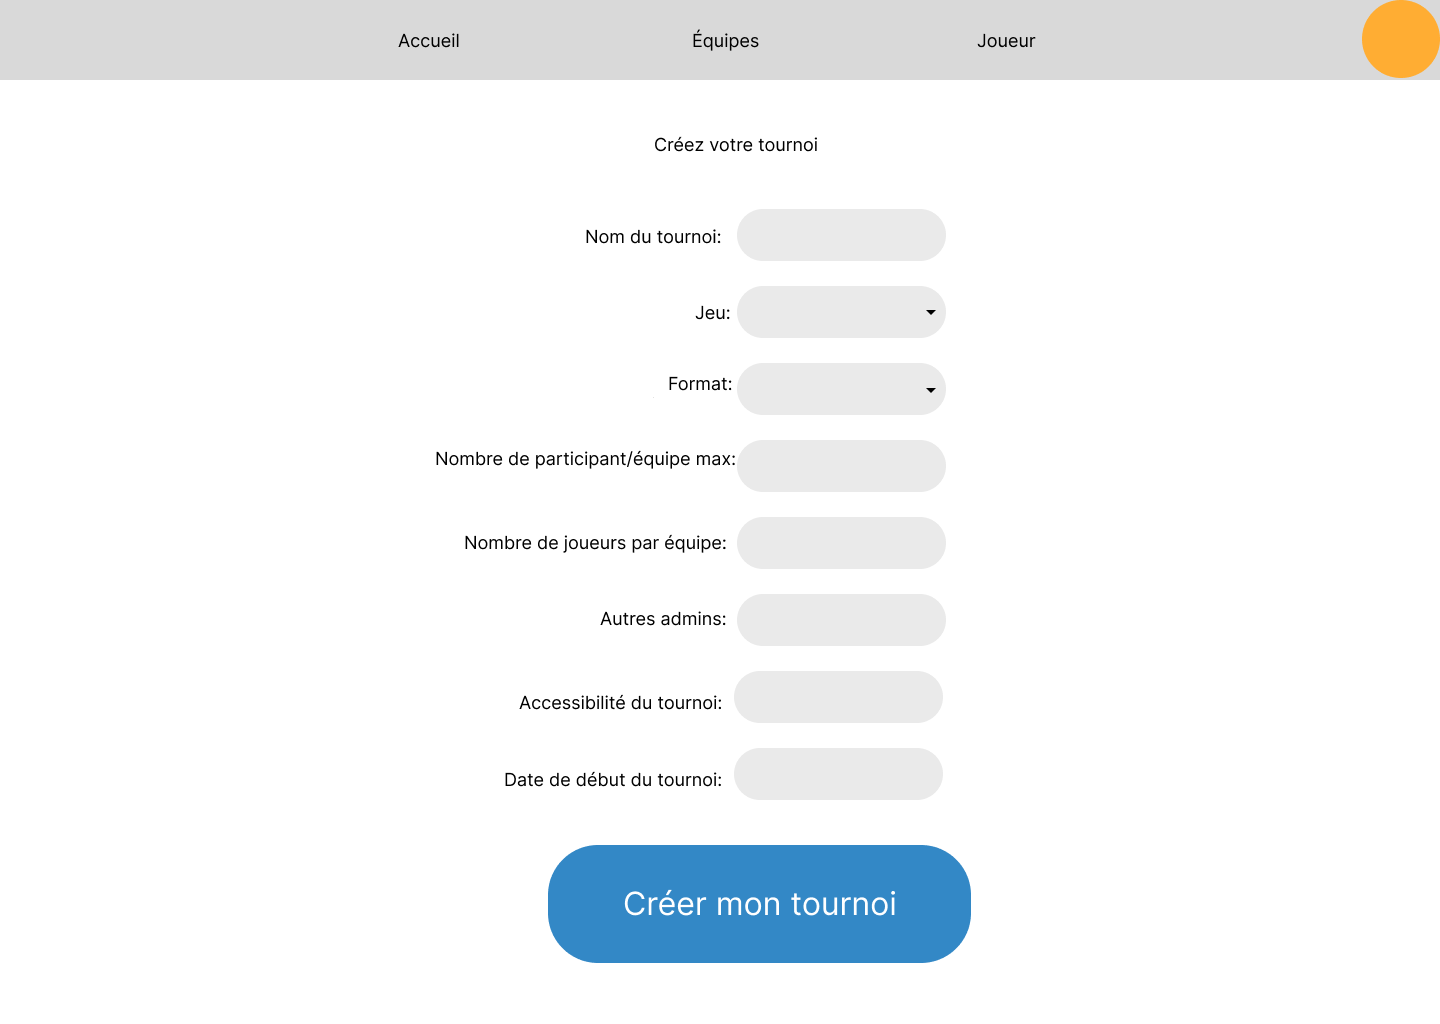 Accueil
Équipes
Joueur
Créez votre tournoi
Nom du tournoi:
Jeu:
Format:
Nombre de participant/équipe max:
Nombre de joueurs par équipe:
Autres admins:
Accessibilité du tournoi:
Date de début du tournoi:
Créer mon tournoi